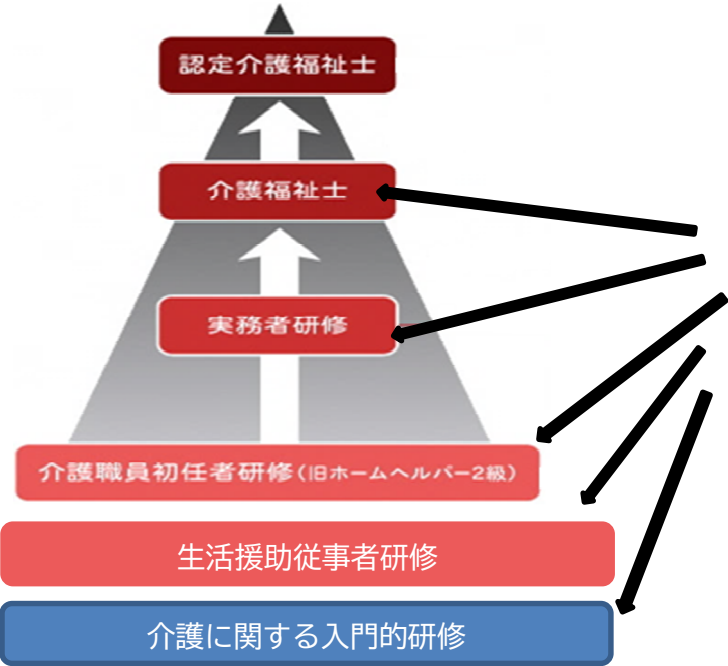 認定介護福祉士
介護福祉士
実務者研修
介護職員初任者研修(旧ホームヘルパー2級)
生活援助従事者研修
介護に関する入門的研修